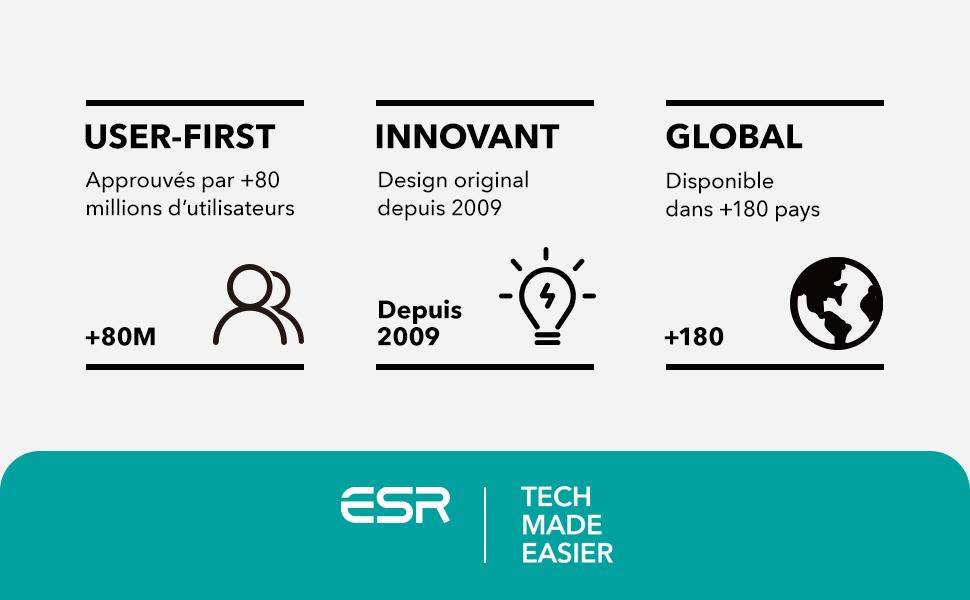 USER-FIRST
Approuvés par +80
millions d’utilisateurs
+80M
INNOVANT
Design original
depuis 2009
Depuis
2009
GLOBAL
Disponible
dans +180 pays
+180
ESR
TECH
MADE
EASIER